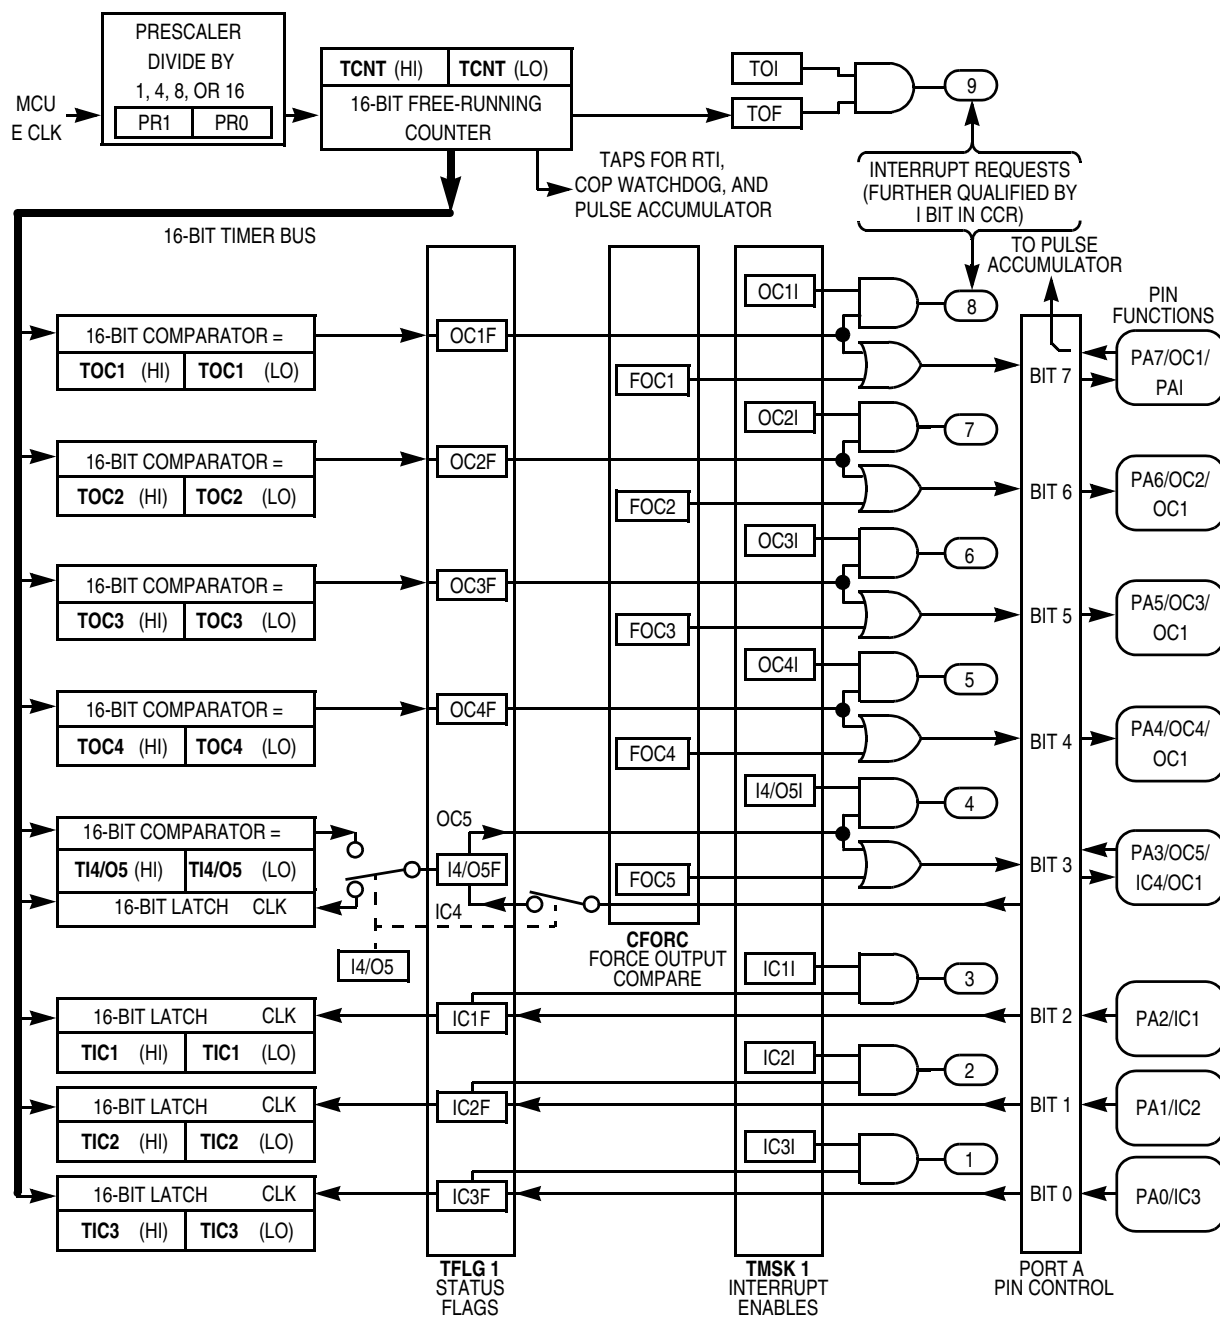 PRESCALER
DIVIDE BY
1, 4, 8, OR 16
PR1 PR0
MCU
E CLK
TCNT (HI) TCNT (LO)
16-BIT FREE-RUNNING
COUNTER
TOI
TOF
9
TAPS FOR RTI,
COP WATCHDOG, AND
PULSE ACCUMULATOR
INTERRUPT REQUESTS
(FURTHER QUALIFIED BY
I BIT IN CCR)
16-BIT TIMER BUS
TO PULSE
ACCUMULATOR
PIN
FUNCTIONS
OC1I
8
16-BIT COMPARATOR =
TOC1 (HI) TOC1 (LO)
OC1F
FOC1
BIT 7
PA7/OC1/
PAI
OC2I
7
16-BIT COMPARATOR =
TOC2 (HI) TOC2 (LO)
OC2F
FOC2
BIT 6
PA6/OC2/
OC1
OC3I
6
16-BIT COMPARATOR =
TOC3 (HI) TOC3 (LO)
OC3F
FOC3
BIT 5
PA5/OC3/
OC1
OC4I
5
16-BIT COMPARATOR =
TOC4 (HI) TOC4 (LO)
OC4F
FOC4
BIT 4
PA4/OC4/
OC1
I4/O5I
4
16-BIT COMPARATOR =
TI4/O5 (HI) TI4/O5 (LO)
16-BIT LATCH CLK
OC5
I4/O5F
IC4
FOC5
BIT 3
PA3/OC5/
IC4/OC1
I4/O5
CFORC
FORCE OUTPUT
COMPARE
IC1I
3
16-BIT LATCH CLK
TIC1 (HI) TIC1 (LO)
IC1F
BIT 2
PA2/IC1
IC2I
2
16-BIT LATCH CLK
TIC2 (HI) TIC2 (LO)
IC2F
BIT 1
PA1/IC2
IC3I
1
16-BIT LATCH CLK
TIC3 (HI) TIC3 (LO)
IC3F
BIT 0
PA0/IC3
TFLG 1
STATUS
FLAGS
TMSK 1
INTERRUPT
ENABLES
PORT A
PIN CONTROL